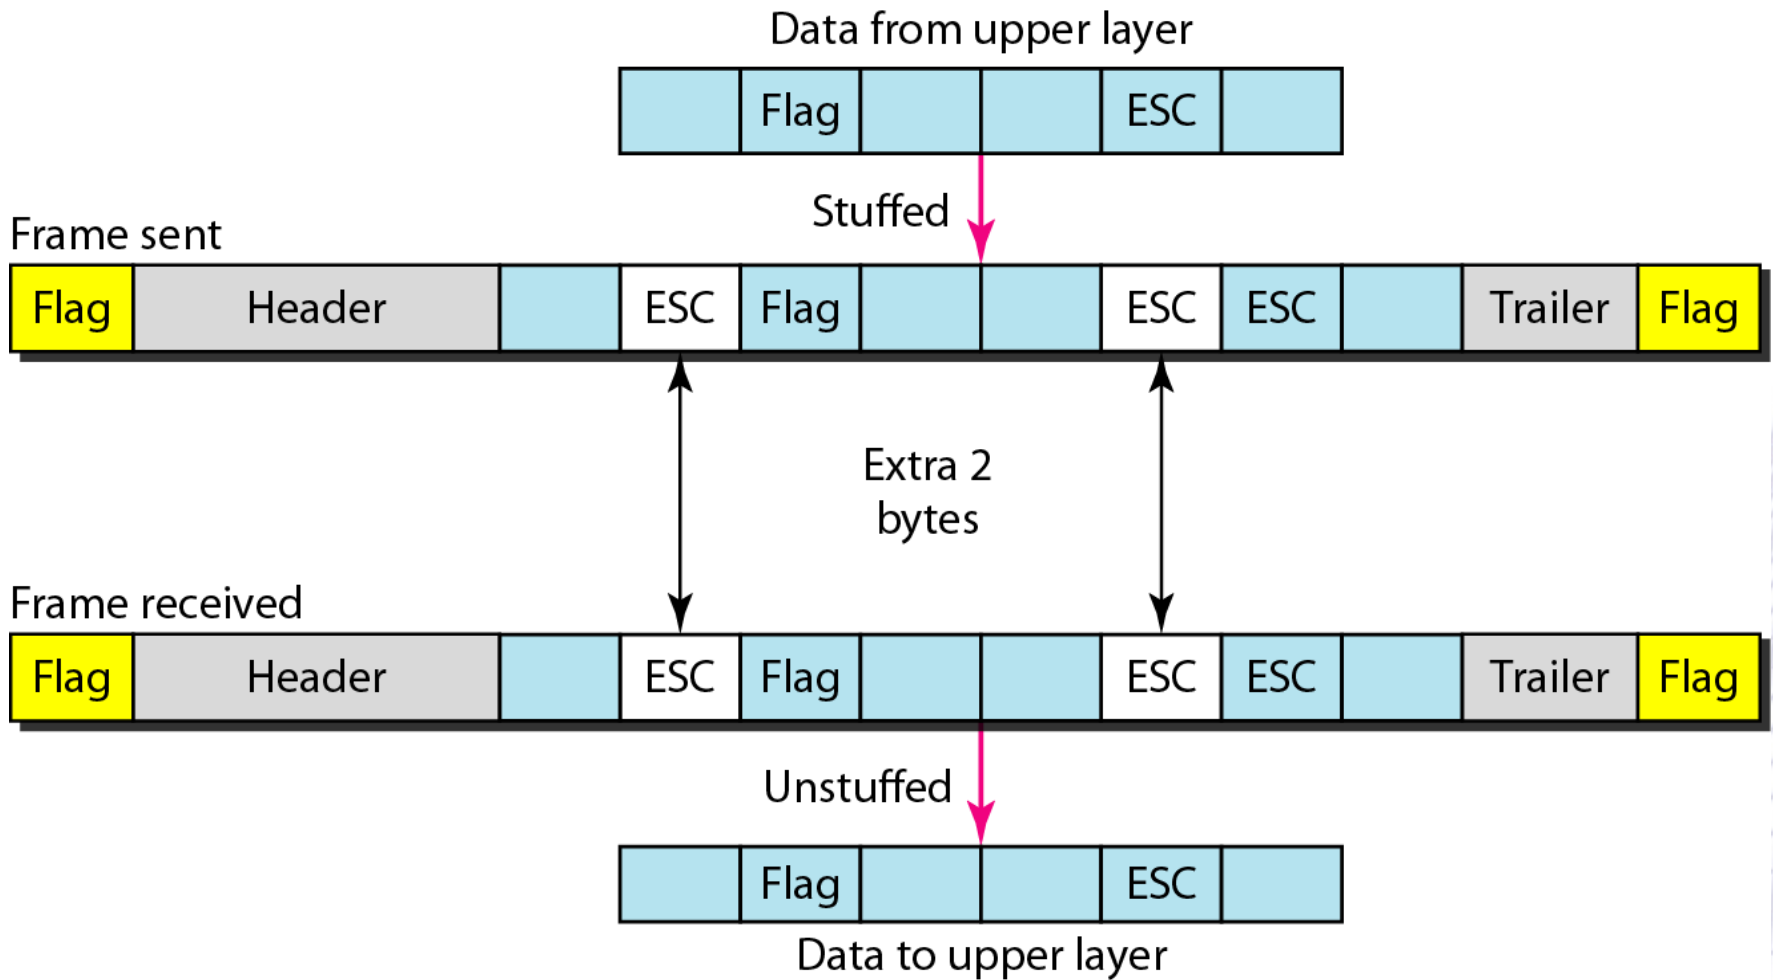 Data from upper layer
Flag ESC
Stuffed
Frame sent
Flag Header ESC Flag ESC ESC Trailer Flag
Extra 2
bytes
Frame received
Flag Header ESC Flag ESC ESC Trailer Flag
Unstuffed
Flag ESC
Data to upper layer